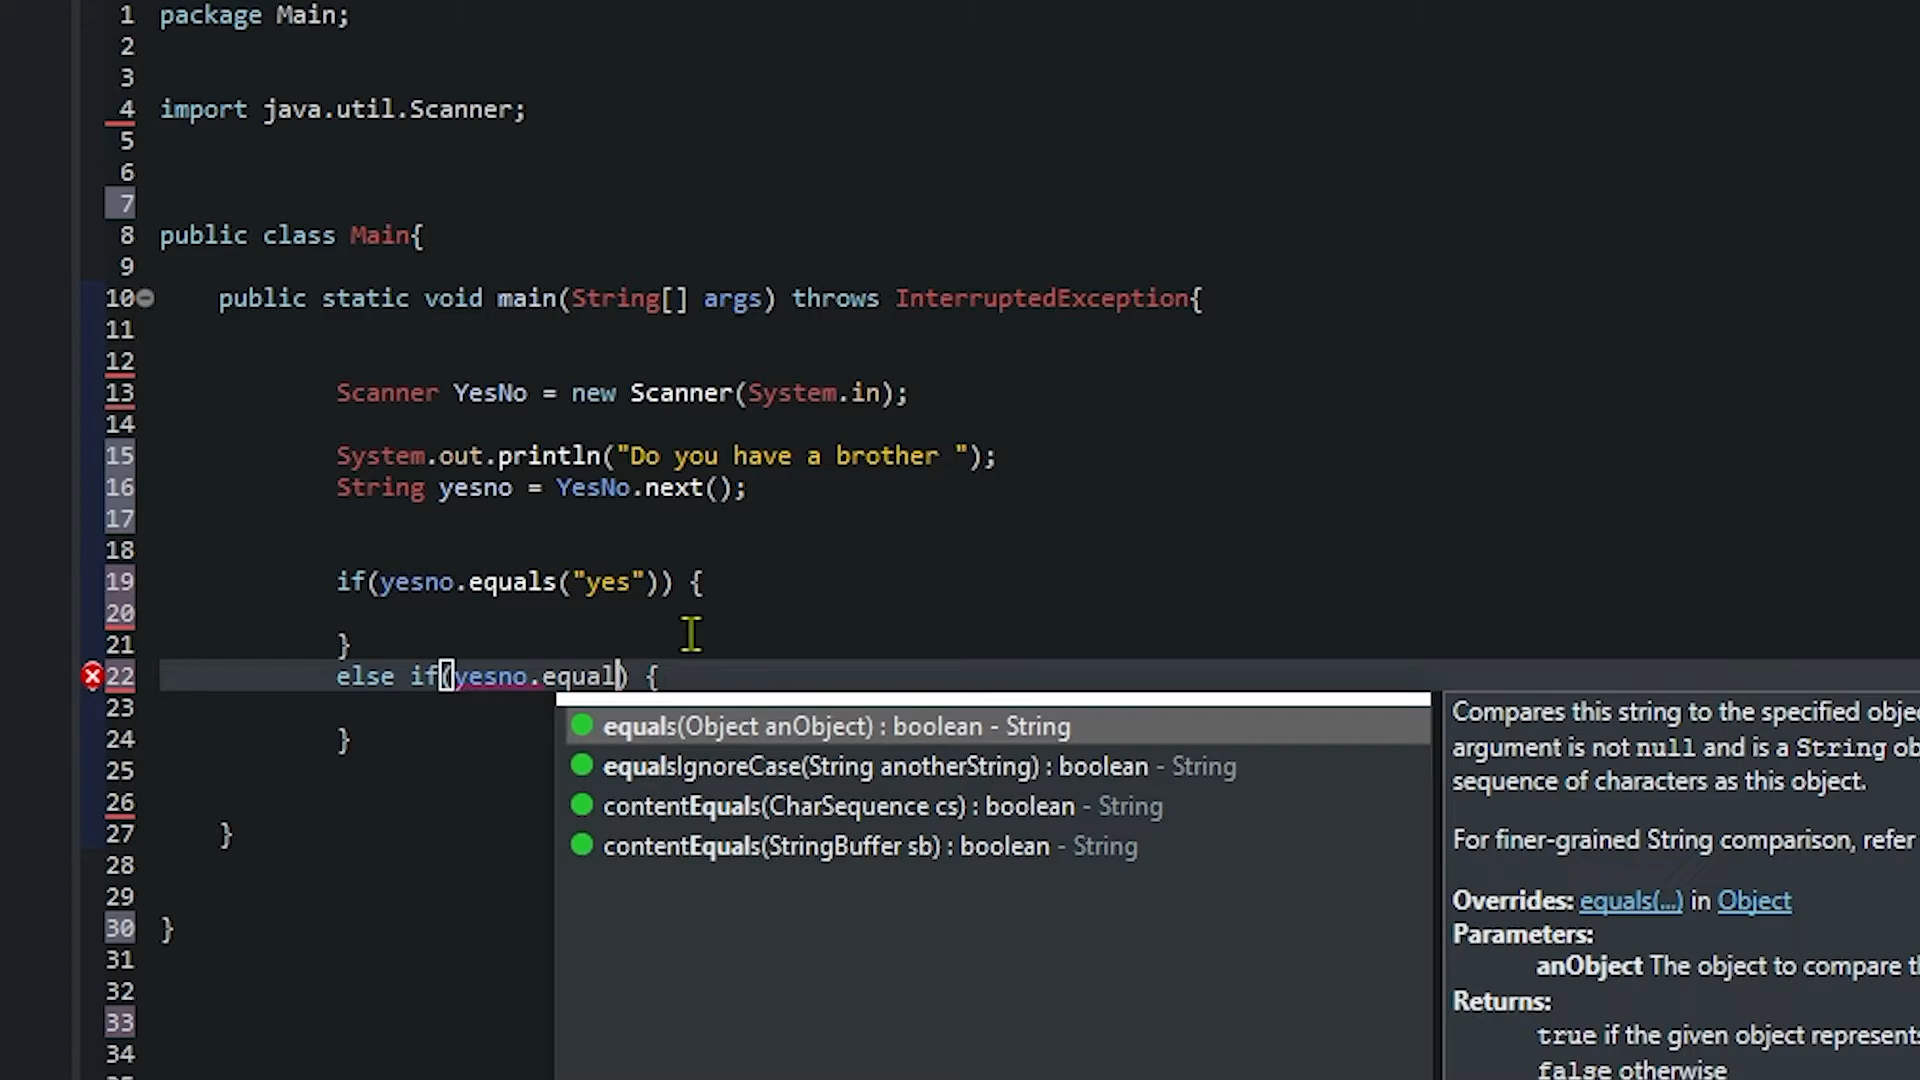 1 package Main;
2
3
4 import java.util.Scanner;
5
6
7
8 public class Main{
9
10 public static void main(String[] args) throws InterruptedException{
11
12
13 Scanner YesNo = new Scanner(System.in);
14
15 System.out.println("Do you have a brother ");
16 String yesno = YesNo.next();
17
18
19 if(yesno.equals("yes")) {
20
21 }
22 else if(yesno.equal) {
23
24 }
25
26
27 }
28
29
30 }
31
32
33
34
equals(Object anObject) : boolean - String
equalsIgnoreCase(String anotherString) : boolean - String
contentEquals(CharSequence cs) : boolean - String
contentEquals(StringBuffer sb) : boolean - String
Compares this string to the specified objec
argument is not null and is a String ob
sequence of characters as this object.
For finer-grained String comparison, refer
Overrides: equals(...) in Object
Parameters:
anObject The object to compare th
Returns:
true if the given object represents
false otherwise